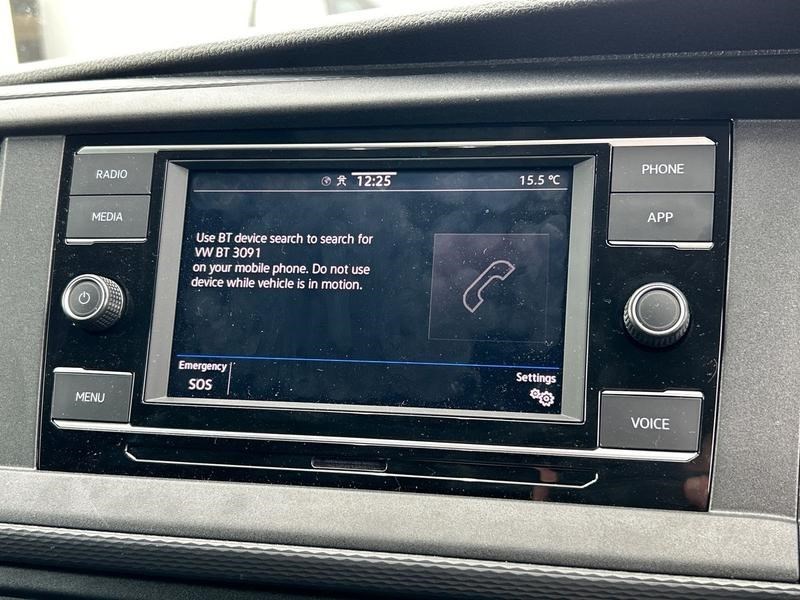 RADIO
MEDIA
MENU
12:25
15.5 °C
Use BT device search to search for
VW BT 3091
on your mobile phone. Do not use
device while vehicle is in motion.
Emergency
SOS
Settings
PHONE
APP
VOICE